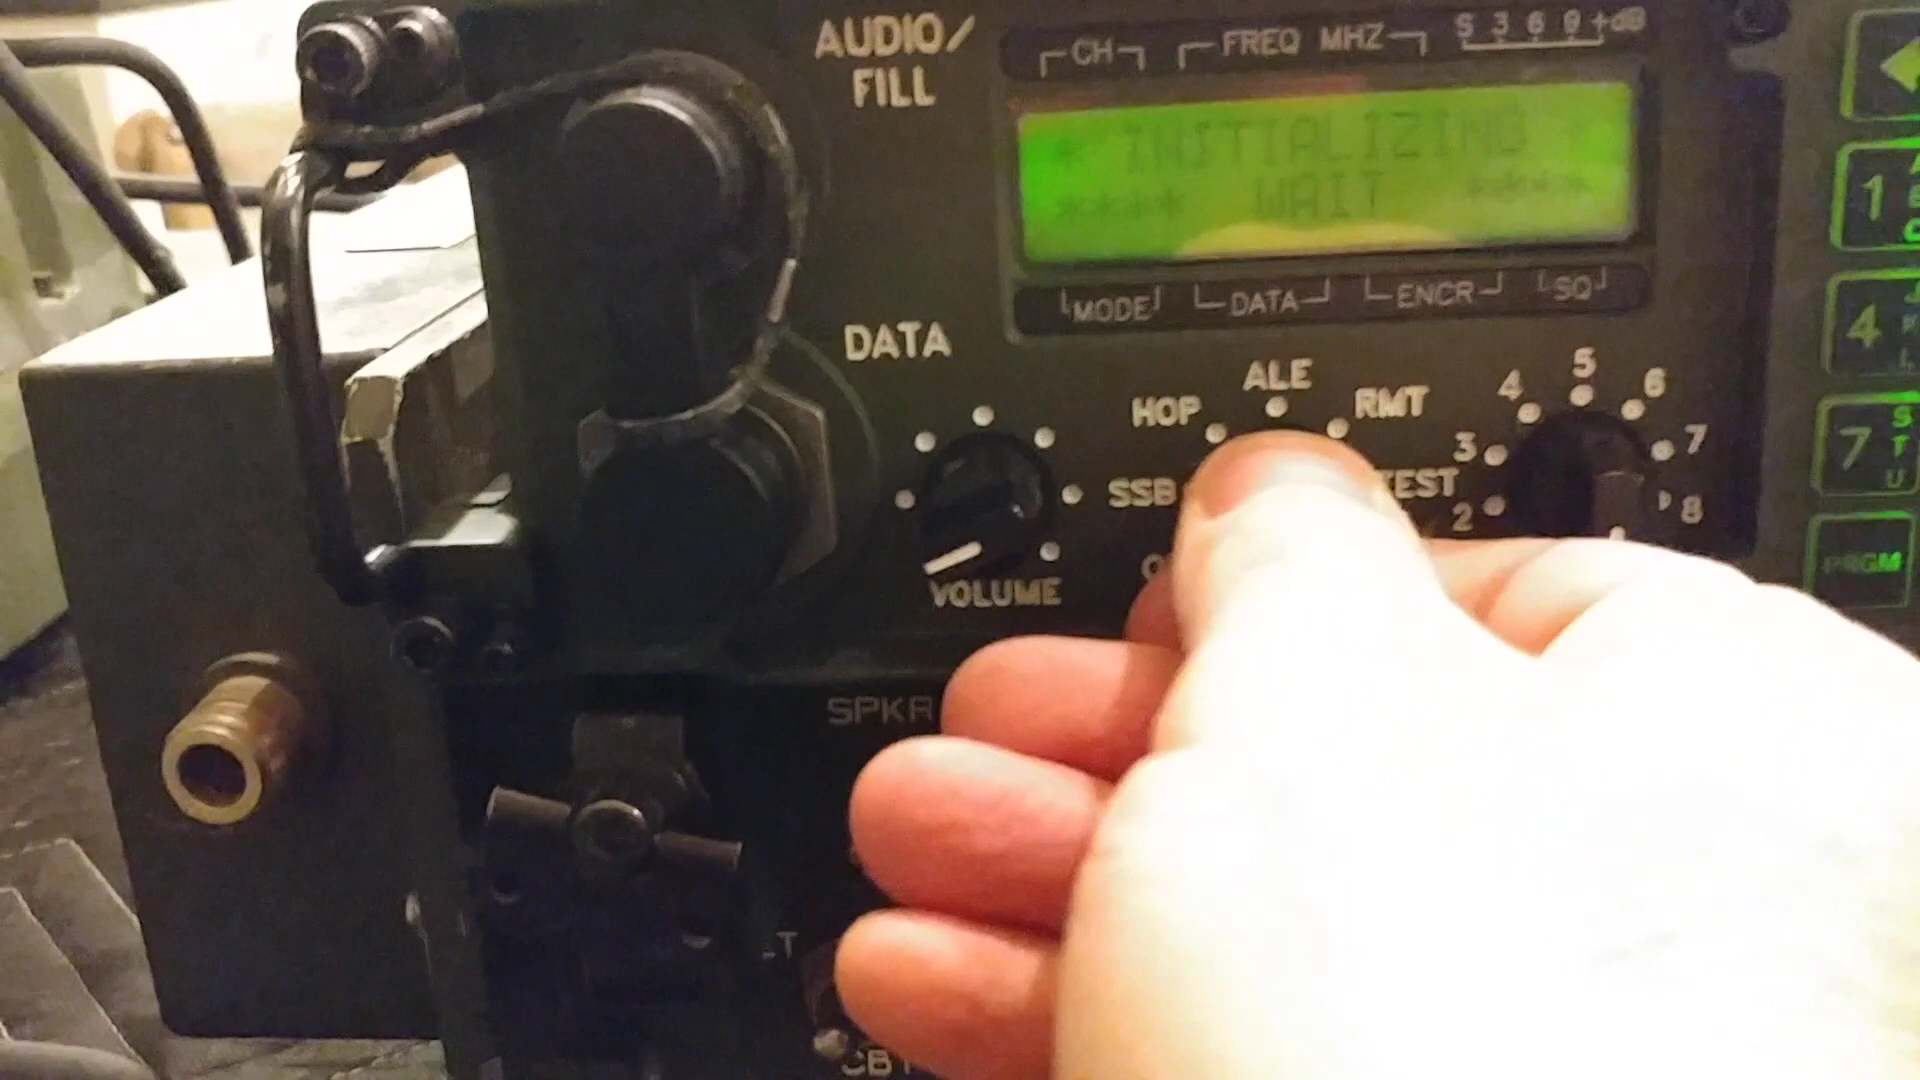 AUDIO/
FILL
CH
FREQ MHZ
S 3 6 9 +dB
* INITIALIZING *
**** WAIT ****
MODE
DATA
ENCR
SQ
DATA
VOLUME
SSB
HOP
ALE
RMT
TEST
2
3
4
5
6
7
8
SPKR
1
4
7
S
T
U
PRGM